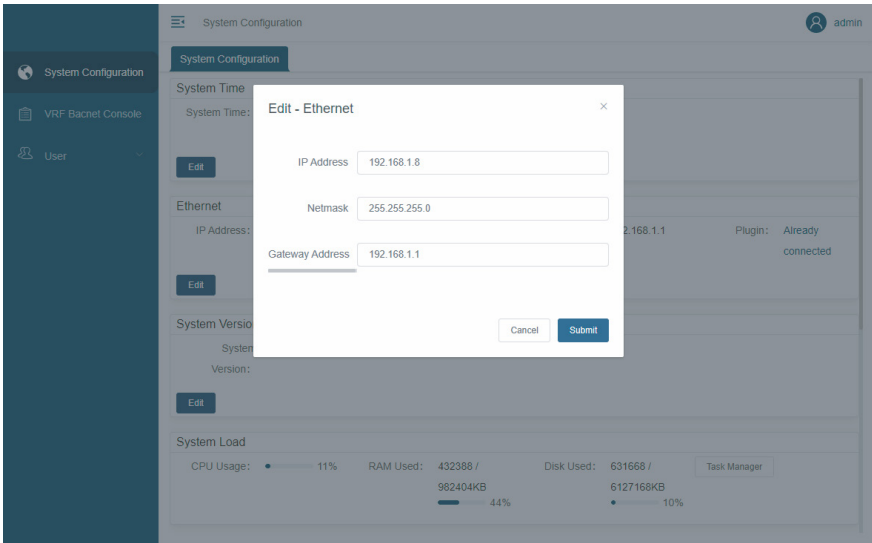 System Configuration
admin
System Configuration
VRF Bacnet Console
User
System Configuration
System Time
System Time:
Edit
Ethernet
IP Address:
2.168.1.1
Plugin: Already
connected
Edit
Edit - Ethernet
×
IP Address 192.168.1.8
Netmask 255.255.255.0
Gateway Address 192.168.1.1
Cancel Submit
System Versio
System
Version:
Edit
System Load
CPU Usage: 11% RAM Used: 432388 / Disk Used: 631668 / Task Manager
982404KB 6127168KB
44% 10%